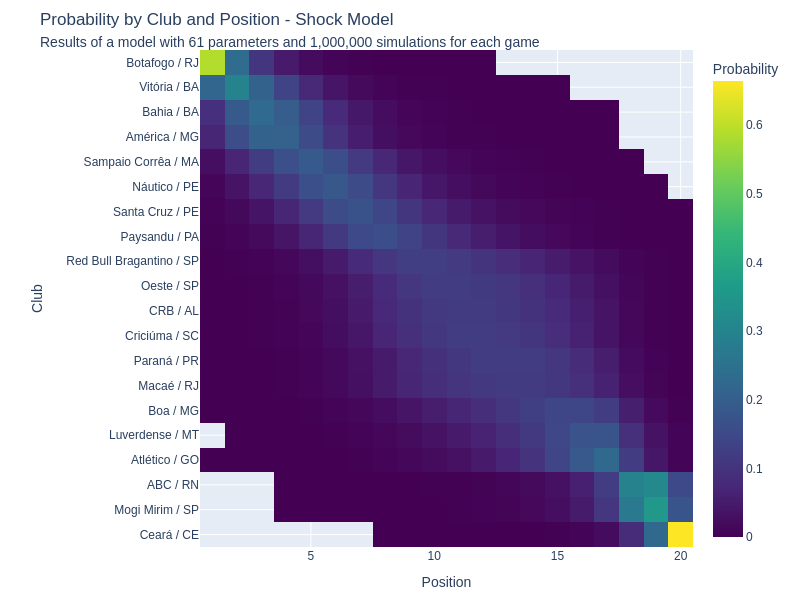 Probability by Club and Position - Shock Model
Results of a model with 61 parameters and 1,000,000 simulations for each game
Probability
Botafogo / RJ
Vitória / BA
Bahia / BA
América / MG
Sampaio Corrêa / MA
Náutico / PE
Santa Cruz / PE
Paysandu / PA
Red Bull Bragantino / SP
Oeste / SP
CRB / AL
Criciúma / SC
Paraná / PR
Macaé / RJ
Boa / MG
Luverdense / MT
Atlético / GO
ABC / RN
Mogi Mirim / SP
Ceará / CE
Club
5
10
15
20
Position
0.6
0.5
0.4
0.3
0.2
0.1
0